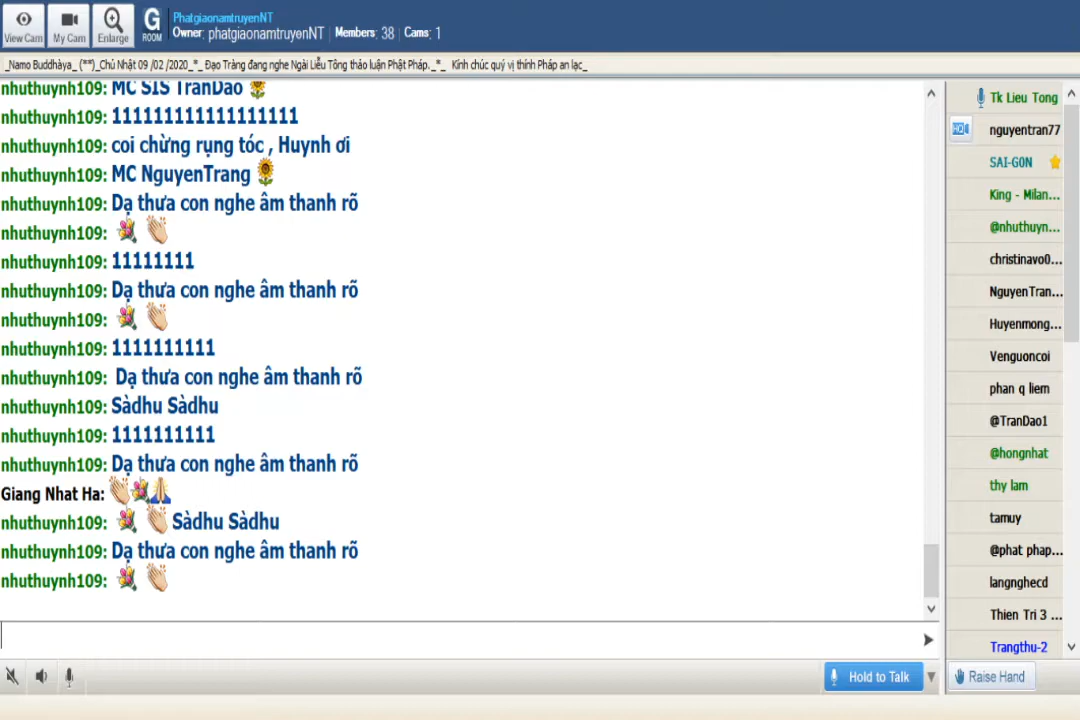 View Cam
My Cam
Enlarge
G
ROOM
PhatgiaonamtruyenNT
Owner: phatgiaonamtruyenNT Members: 38 Cams: 1
_Namo Buddhàya_ (**)_Chủ Nhật 09 /02 /2020_*_ Đạo Tràng đang nghe Ngài Liễu Tông thảo luận Phật Pháp._*_ Kính chúc quý vị thính Pháp an lạc_
nhuthuynh109: MC SIS TranDao 🌻
nhuthuynh109: 111111111111111111
nhuthuynh109: coi chừng rụng tóc , Huynh ơi
nhuthuynh109: MC NguyenTrang 🌻
nhuthuynh109: Dạ thưa con nghe âm thanh rõ
nhuthuynh109: 💐 👏
nhuthuynh109: 11111111
nhuthuynh109: Dạ thưa con nghe âm thanh rõ
nhuthuynh109: 💐 👏
nhuthuynh109: 1111111111
nhuthuynh109: Dạ thưa con nghe âm thanh rõ
nhuthuynh109: Sàdhu Sàdhu
nhuthuynh109: 1111111111
nhuthuynh109: Dạ thưa con nghe âm thanh rõ
Giang Nhat Ha: 👏💐🙏
nhuthuynh109: 💐 👏 Sàdhu Sàdhu
nhuthuynh109: Dạ thưa con nghe âm thanh rõ
nhuthuynh109: 💐 👏
Tk Lieu Tong
HD
nguyentran77
SAI-G0N
King - Milan...
@nhuthuyn...
christinavo0...
NguyenTran...
Huyenmong...
Venguoncoi
phan q liem
@TranDao1
@hongnhat
thy lam
tamuy
@phat phap...
langnghecd
Thien Tri 3 ...
Trangthu-2
Hold to Talk
Raise Hand